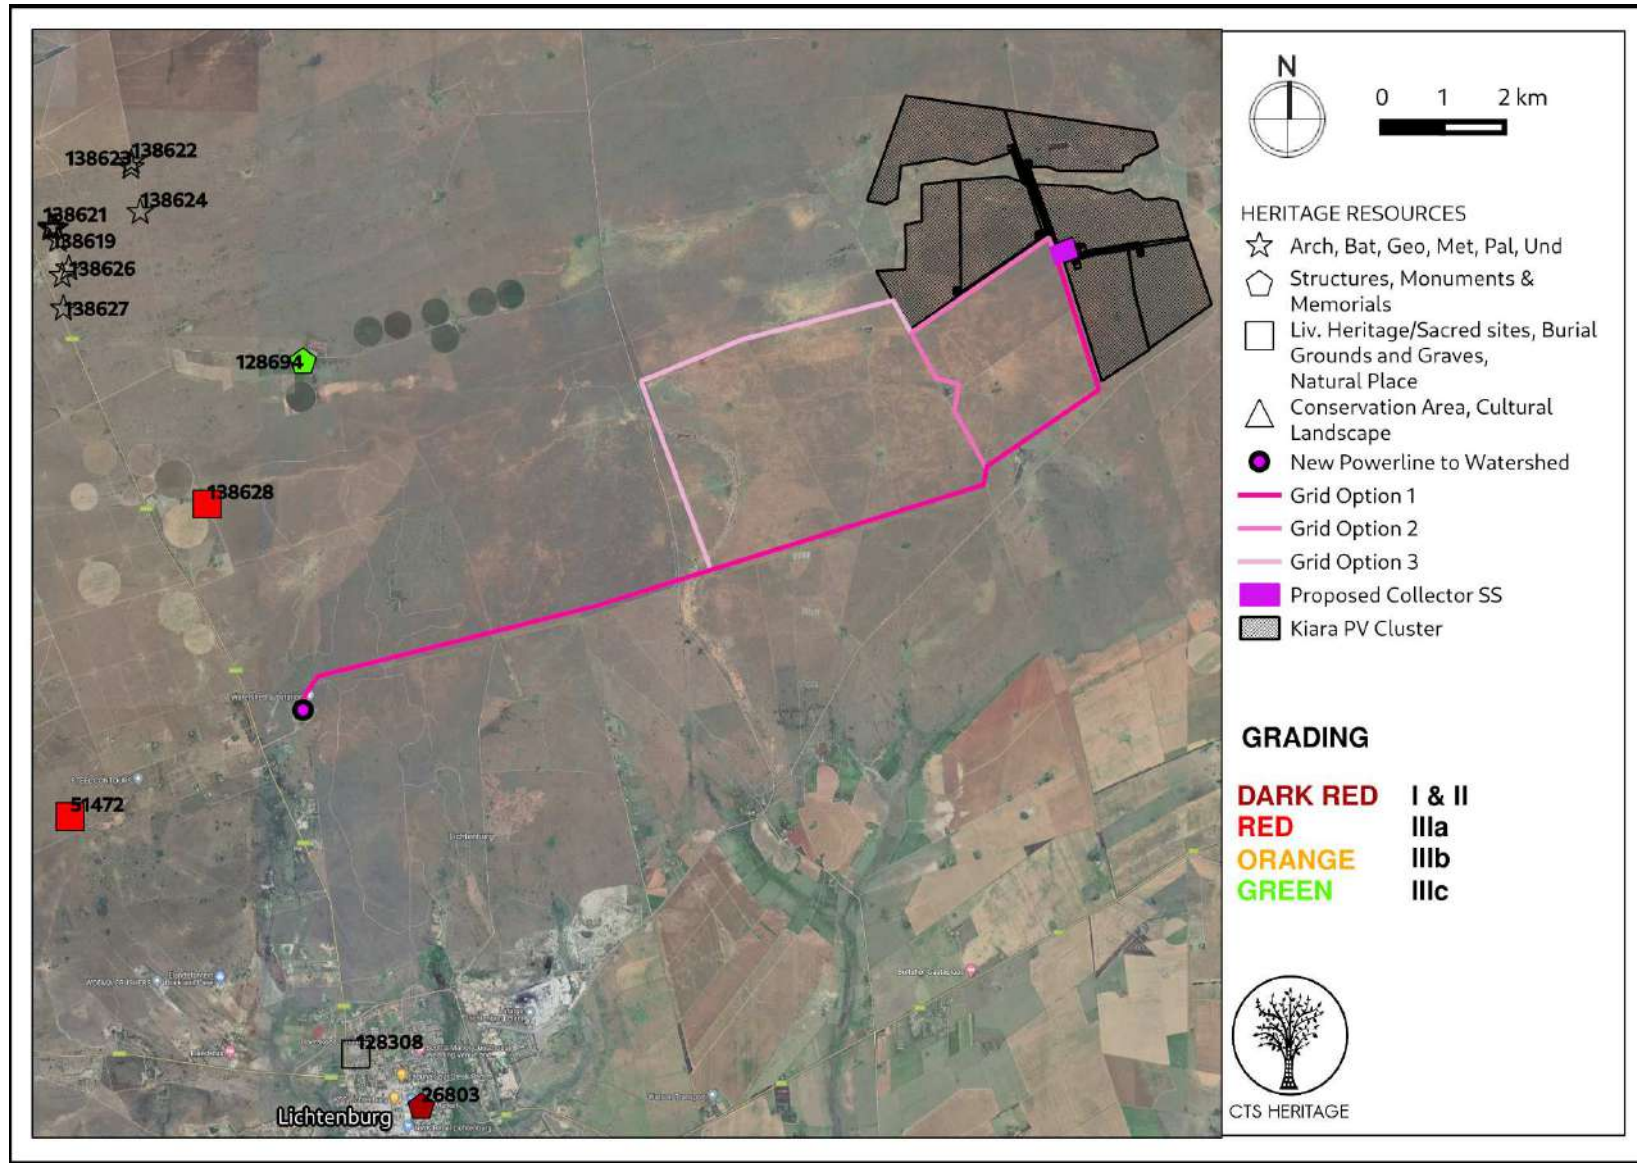 138623
138622
138624
138621
138619
138626
138627
128694
138628
51472
Lichtenburg
128308
26803
Lichtenburg
N
0 1 2 km
HERITAGE RESOURCES
Arch, Bat, Geo, Met, Pal, Und
Structures, Monuments &
Memorials
Liv. Heritage/Sacred sites, Burial
Grounds and Graves,
Natural Place
Conservation Area, Cultural
Landscape
New Powerline to Watershed
Grid Option 1
Grid Option 2
Grid Option 3
Proposed Collector SS
Kiara PV Cluster
GRADING
DARK RED I & II
RED IIIa
ORANGE IIIb
GREEN IIIc
CTS HERITAGE